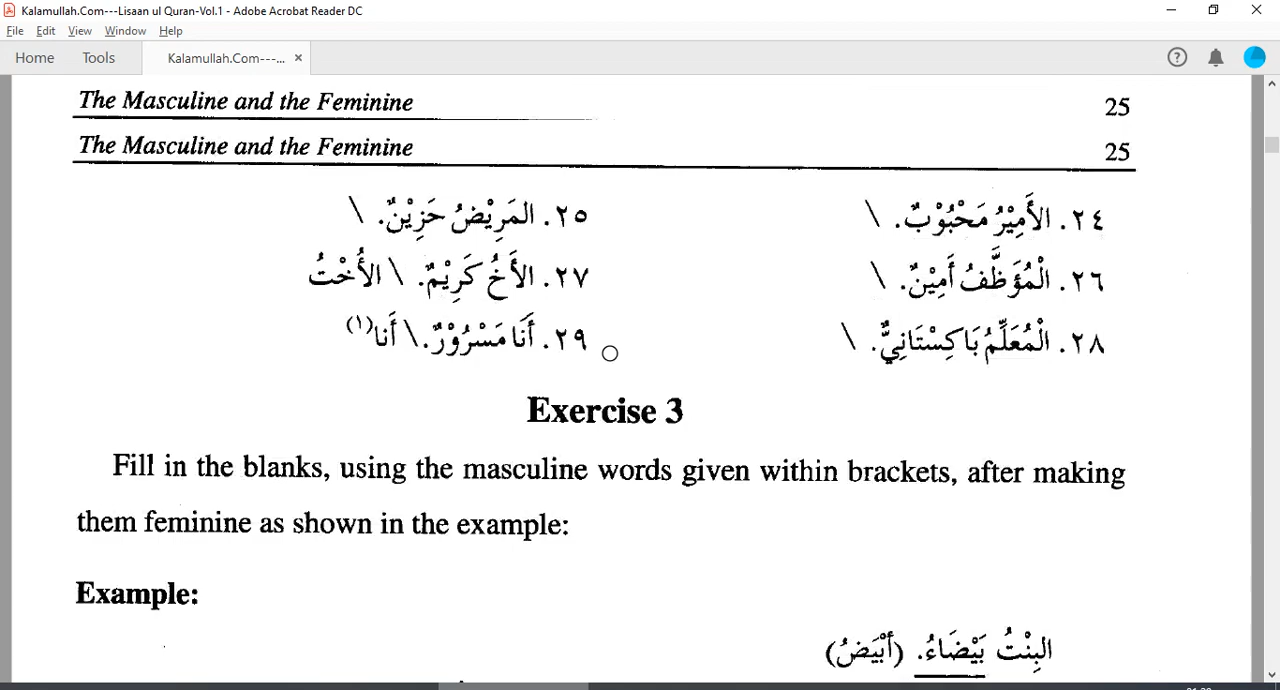 Kalamullah.Com---Lisaan ul Quran-Vol.1 - Adobe Acrobat Reader DC
File Edit View Window Help
Home Tools Kalamullah.Com---... ×
The Masculine and the Feminine 25
The Masculine and the Feminine 25
٢٤. الأَمِيْرُ مَحْبُوْبٌ. \ ٢٥. المَرِيْضُ حَزِيْنٌ. \
٢٦. الْمُؤَظَّفُ أَمِيْنٌ. \ ٢٧. الأَخُ كَرِيْمٌ. \ الأُخْتُ
٢٨. الْمُعَلِّمُ بَاكِسْتَانِيٌّ. \ ٢٩. أَنَا مَسْرُوْرٌ. \ أَنا(١)
Exercise 3
Fill in the blanks, using the masculine words given within brackets, after making
them feminine as shown in the example:
Example:
البِنْتُ بَيْضَاءُ. (أَبْيَضُ)